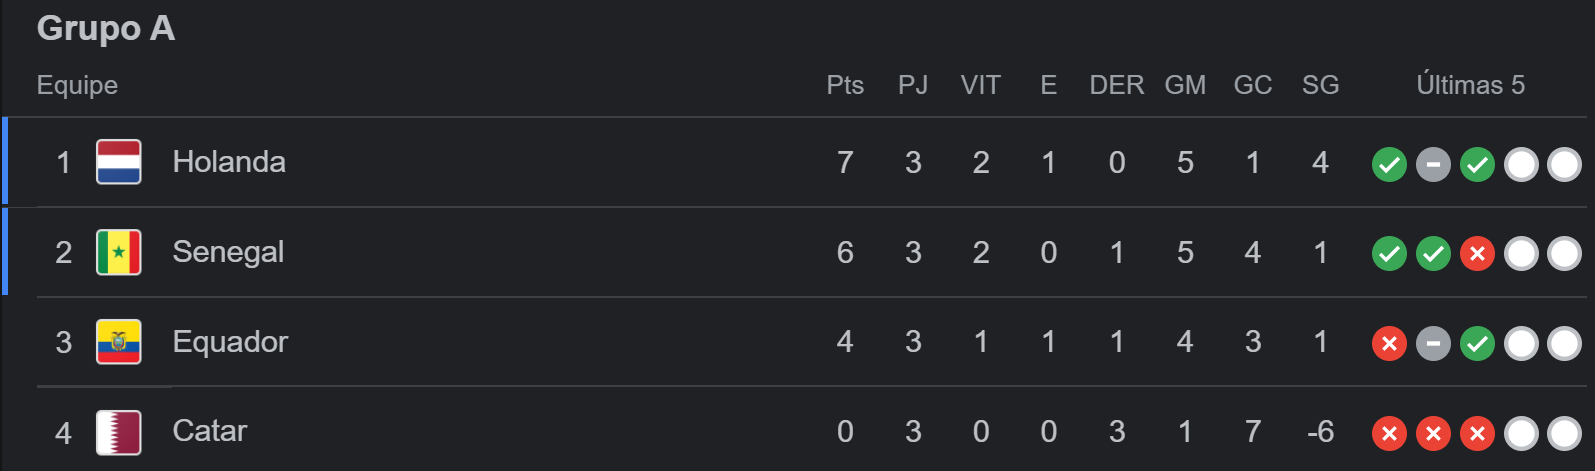 Grupo A
Equipe Pts PJ VIT E DER GM GC SG Últimas 5
1 Holanda 7 3 2 1 0 5 1 4
2 Senegal 6 3 2 0 1 5 4 1
3 Equador 4 3 1 1 1 4 3 1
4 Catar 0 3 0 0 3 1 7 -6